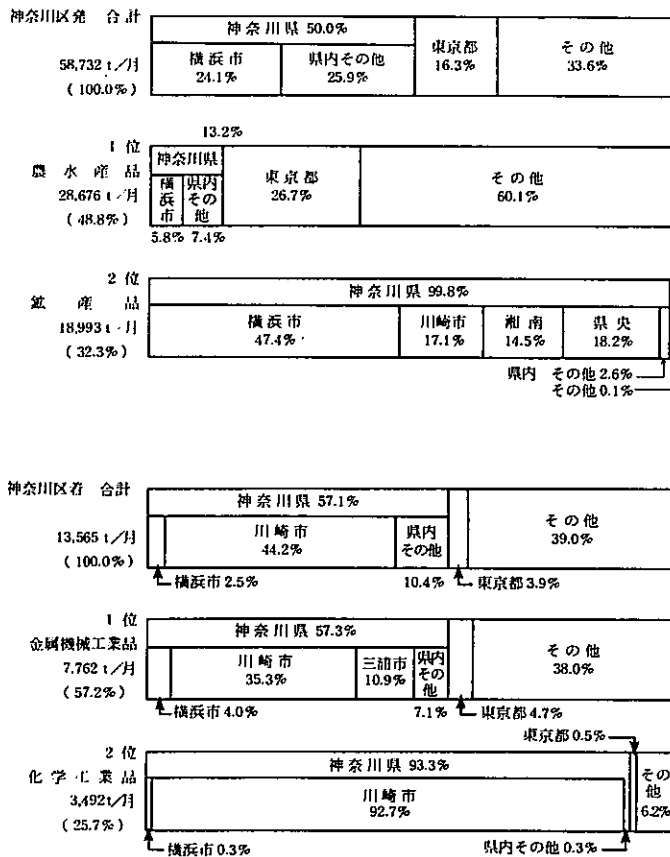 神奈川区発 合計
58,732 t/月
(100.0%)
神奈川県 50.0%
横浜市
24.1%
県内その他
25.9%
東京都
16.3%
その他
33.6%
1 位
農水産品
28,676 t/月
(48.8%)
13.2%
神奈川県
横浜市
県内その他
5.8% 7.4%
東京都
26.7%
その他
60.1%
2 位
鉱産品
18,993 t/月
(32.3%)
神奈川県 99.8%
横浜市
47.4%
川崎市
17.1%
湘南
14.5%
県央
18.2%
県内 その他 2.6%
その他 0.1%
神奈川区着 合計
13,565 t/月
(100.0%)
神奈川県 57.1%
川崎市
44.2%
県内
その他
その他
39.0%
横浜市 2.5%
10.4%
東京都 3.9%
1 位
金属機械工業品
7,762 t/月
(57.2%)
神奈川県 57.3%
川崎市
35.3%
三浦市
10.9%
県内
その他
その他
38.0%
横浜市 4.0%
7.1%
東京都 4.7%
2 位
化学工業品
3,492 t/月
(25.7%)
東京都 0.5%
神奈川県 93.3%
川崎市
92.7%
その他
6.2%
横浜市 0.3%
県内その他 0.3%